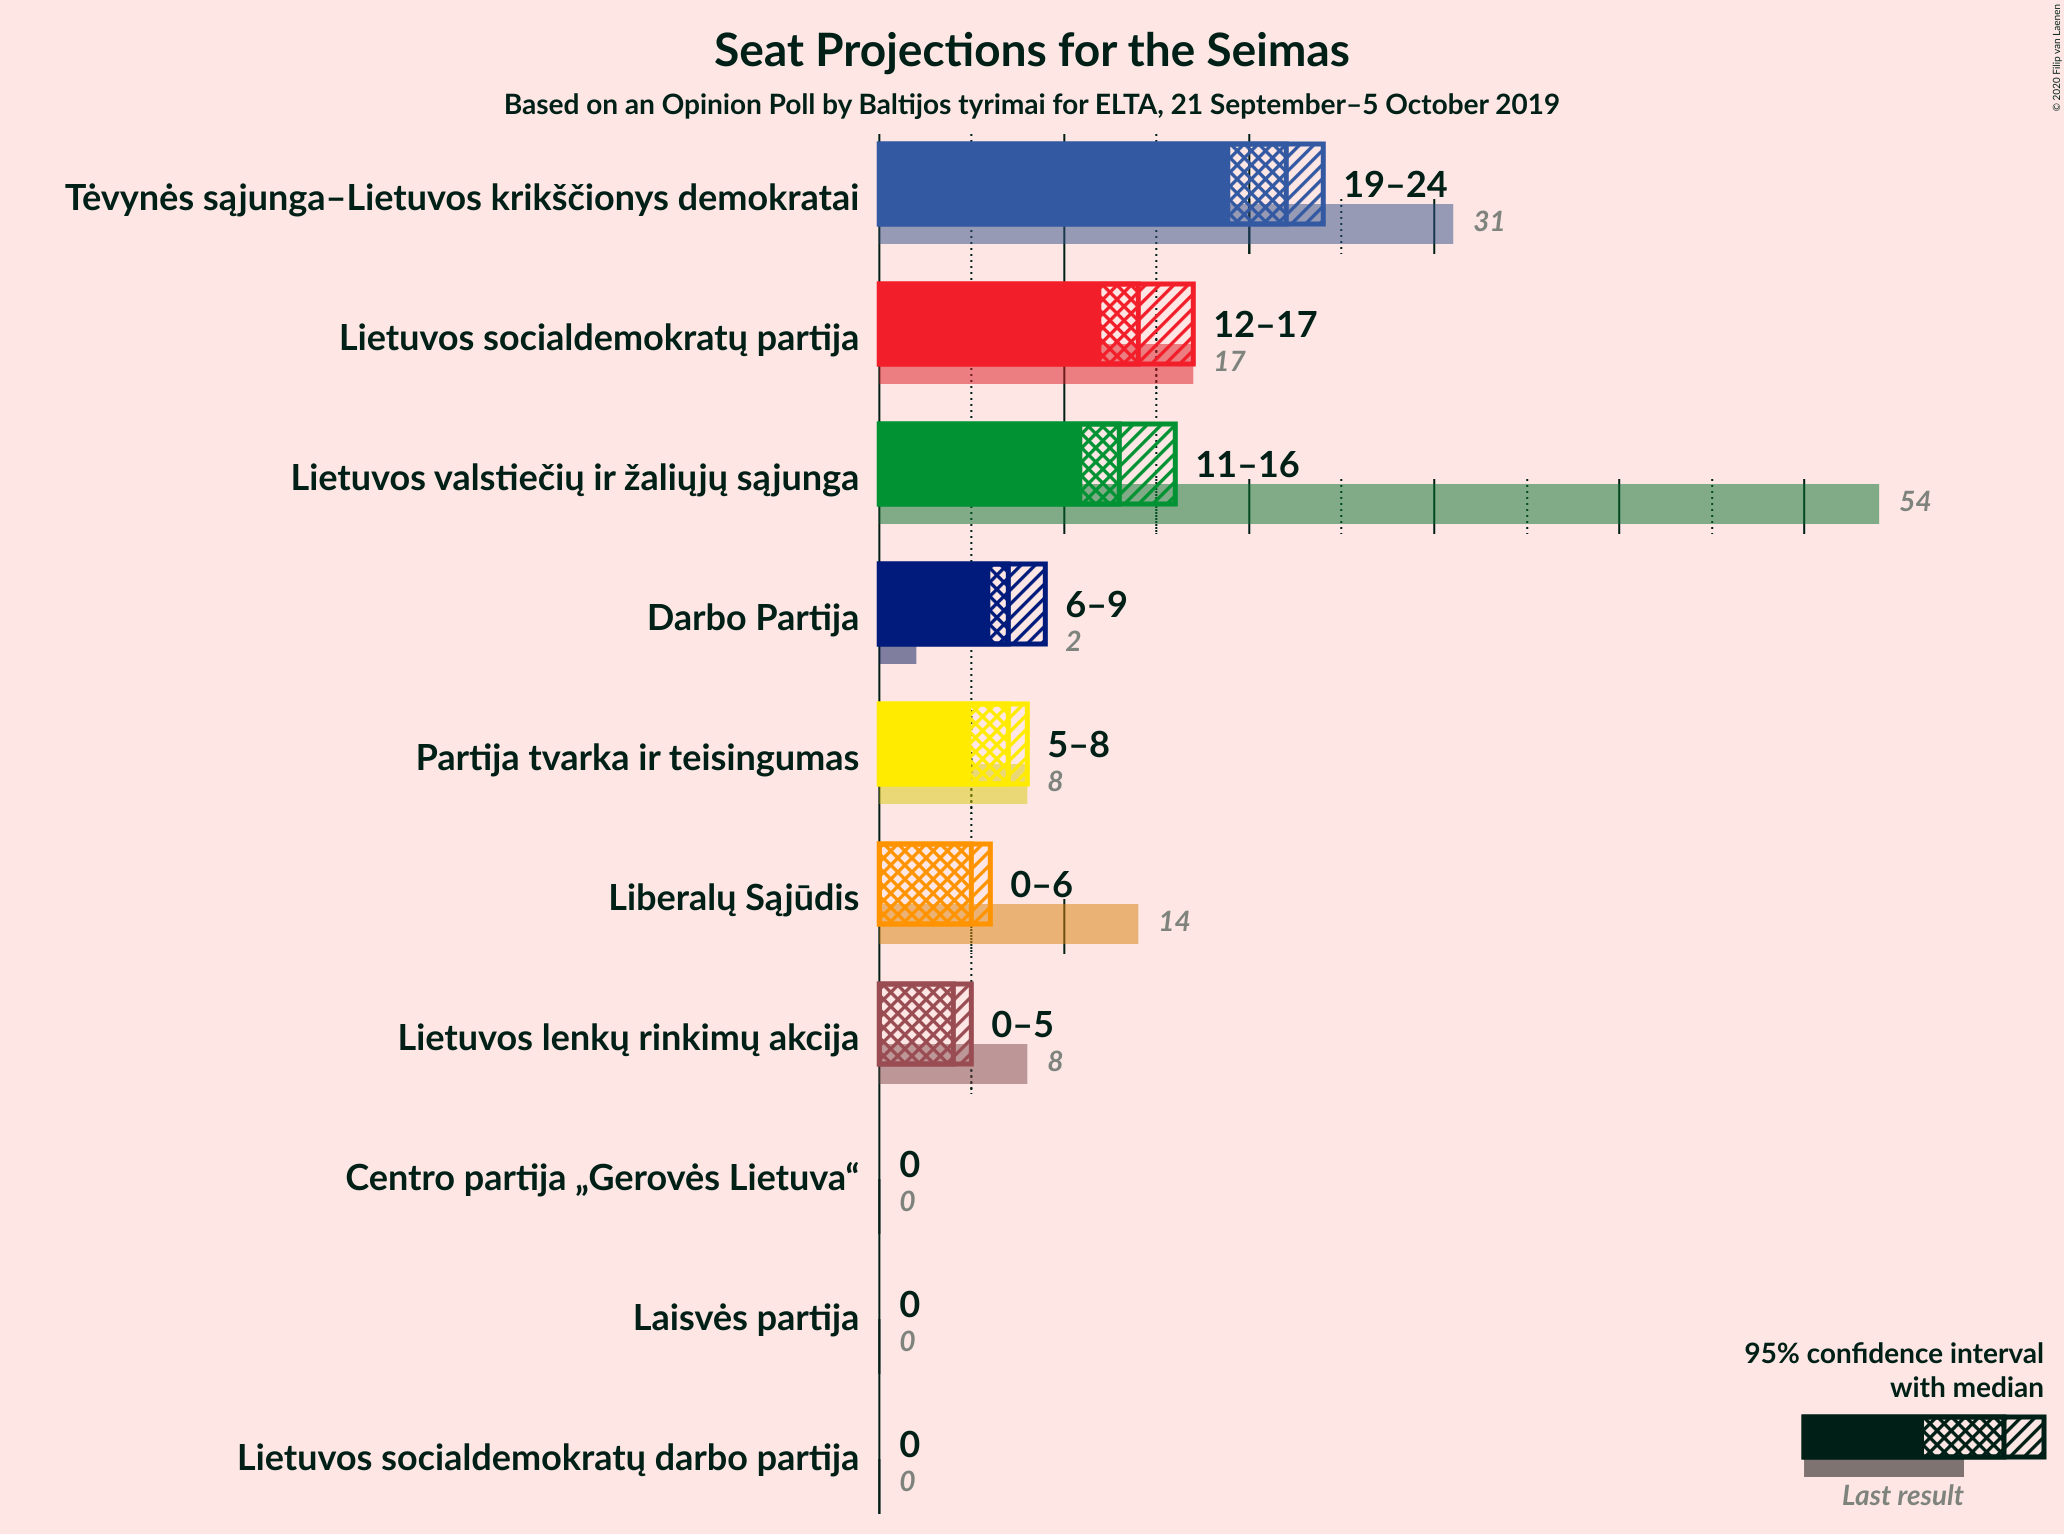 Seat Projections for the Seimas
Based on an Opinion Poll by Baltijos tyrimai for ELTA, 21 September–5 October 2019
© 2020 Filip van Laenen
Tėvynės sąjunga–Lietuvos krikščionys demokratai
19–24
31
Lietuvos socialdemokratų partija
12–17
17
Lietuvos valstiečių ir žaliųjų sąjunga
11–16
54
Darbo Partija
6–9
2
Partija tvarka ir teisingumas
5–8
8
Liberalų Sąjūdis
0–6
14
Lietuvos lenkų rinkimų akcija
0–5
8
Centro partija „Gerovės Lietuva“
0
0
Laisvės partija
0
0
Lietuvos socialdemokratų darbo partija
0
0
95% confidence interval
with median
Last result